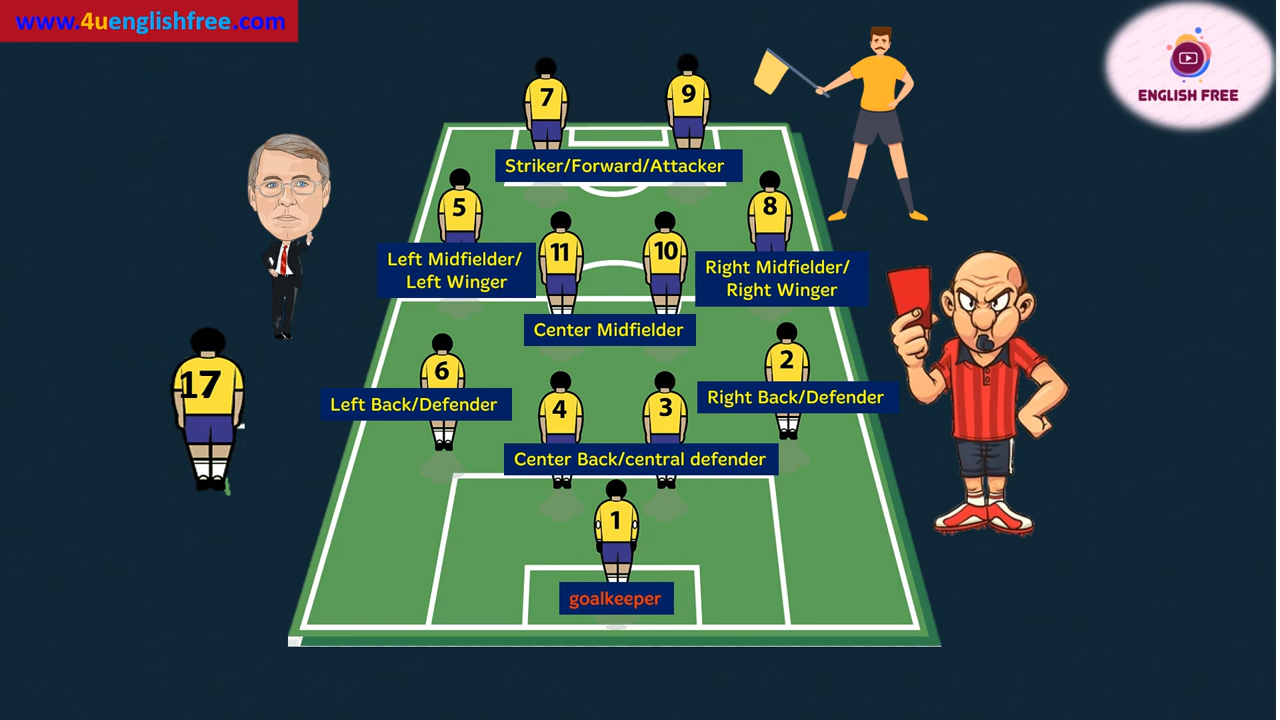 www.4uenglishfree.com
ENGLISH FREE
7
9
Striker/Forward/Attacker
5
8
11
10
Left Midfielder/
Left Winger
Right Midfielder/
Right Winger
Center Midfielder
6
2
17
4
3
Left Back/Defender
Right Back/Defender
Center Back/central defender
1
goalkeeper